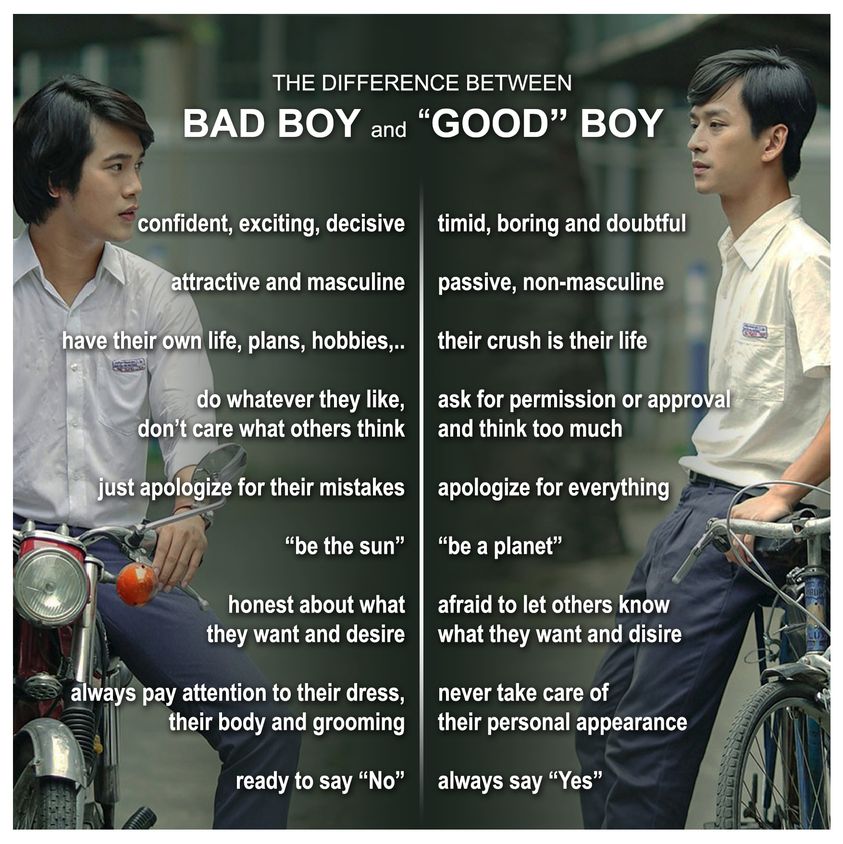 THE DIFFERENCE BETWEEN
BAD BOY and “GOOD” BOY
confident, exciting, decisive
timid, boring and doubtful
attractive and masculine
passive, non-masculine
have their own life, plans, hobbies,..
their crush is their life
do whatever they like,
don’t care what others think
ask for permission or approval
and think too much
just apologize for their mistakes
apologize for everything
“be the sun”
“be a planet”
honest about what
they want and desire
afraid to let others know
what they want and disire
always pay attention to their dress,
their body and grooming
never take care of
their personal appearance
ready to say “No”
always say “Yes”